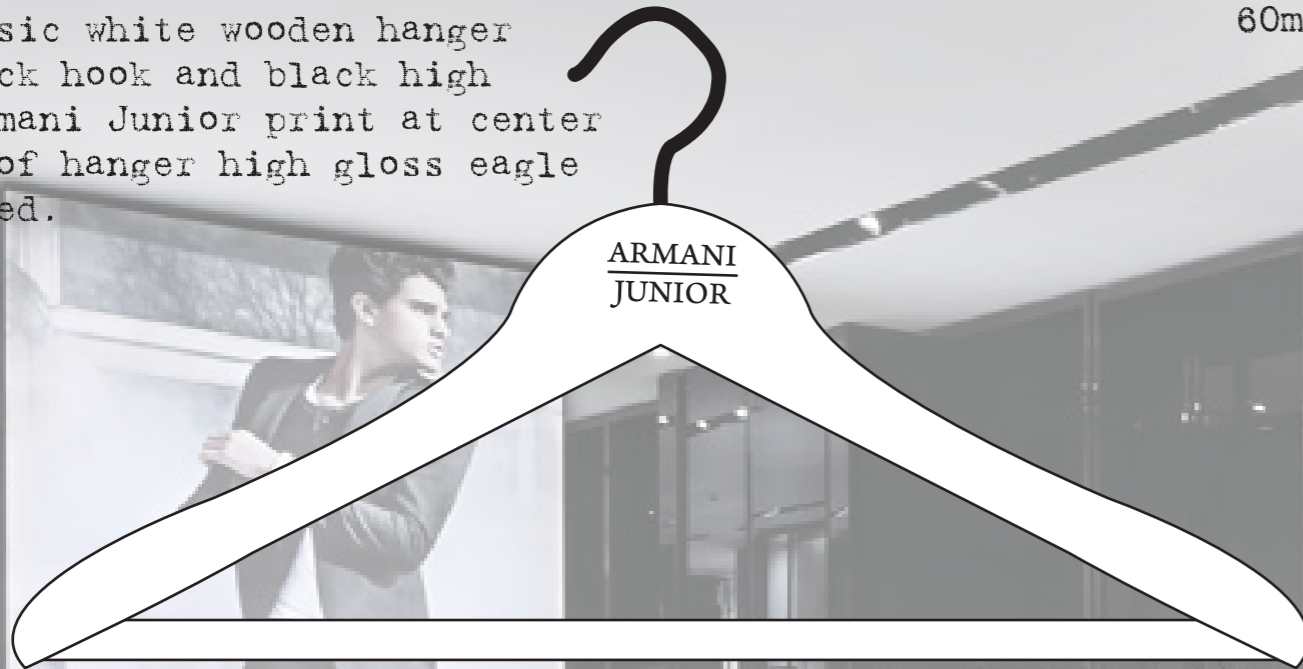 sic white wooden hanger
ck hook and black high
mani Junior print at center
of hanger high gloss eagle
ed.
60m
ARMANI
JUNIOR